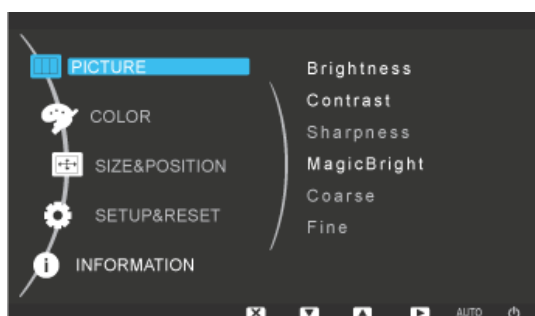 PICTURE
COLOR
SIZE&POSITION
SETUP&RESET
INFORMATION
Brightness
Contrast
Sharpness
MagicBright
Coarse
Fine
AUTO